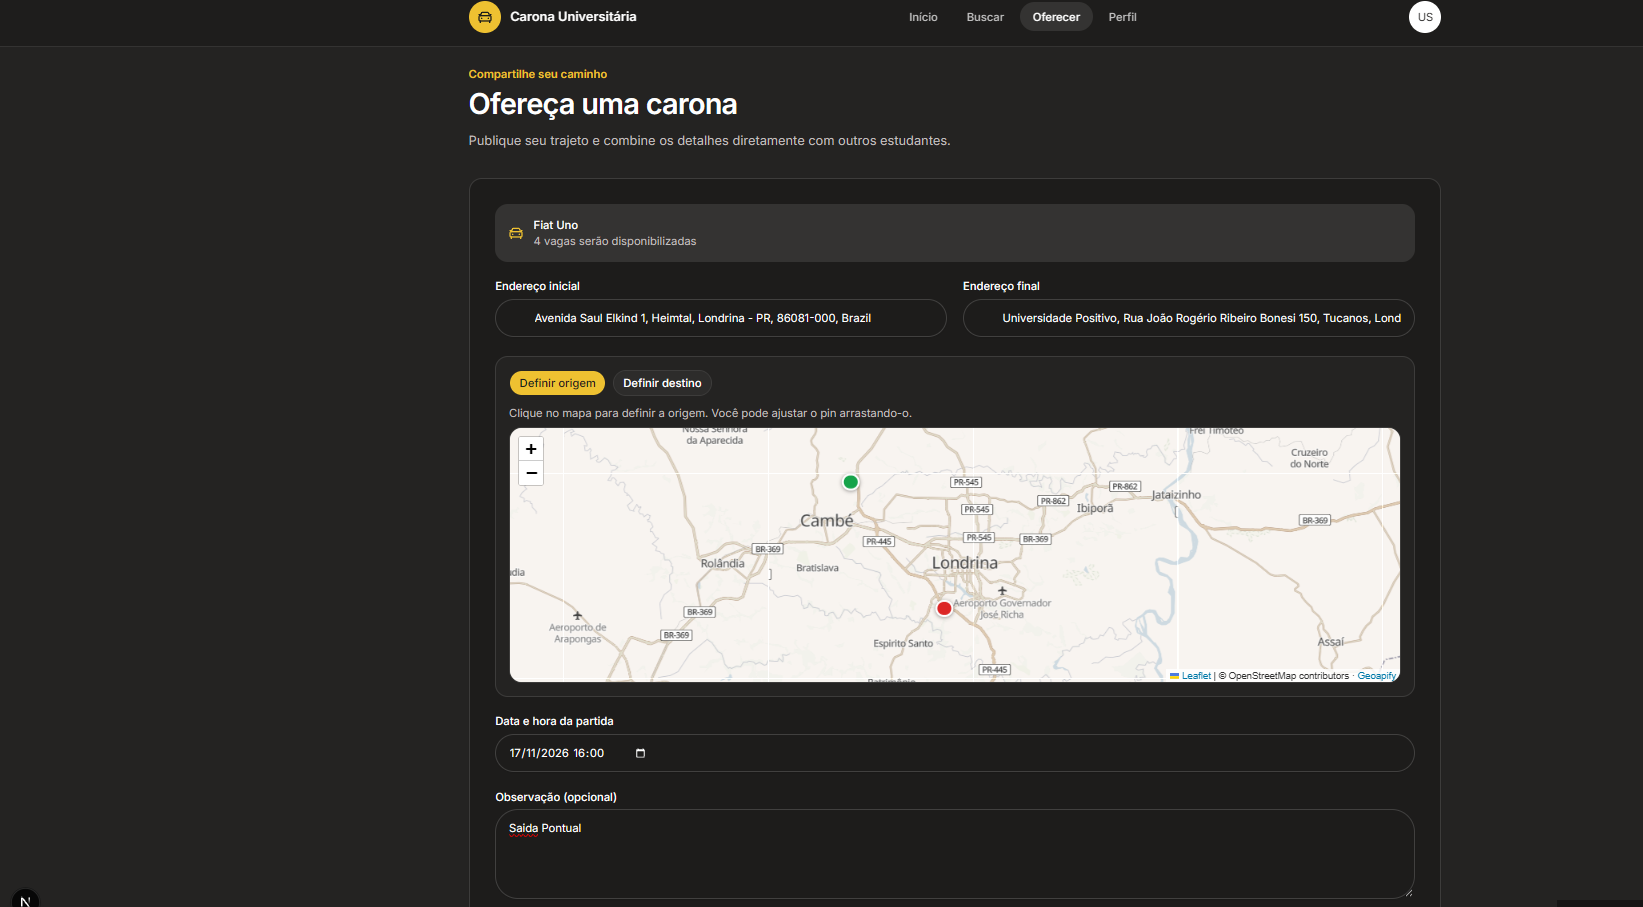 Carona Universitária
Início
Buscar
Oferecer
Perfil
US
Compartilhe seu caminho
Ofereça uma carona
Publique seu trajeto e combine os detalhes diretamente com outros estudantes.
Fiat Uno
4 vagas serão disponibilizadas
Endereço inicial
Endereço final
Avenida Saul Elkind 1, Heimtal, Londrina - PR, 86081-000, Brazil
Universidade Positivo, Rua João Rogério Ribeiro Bonesi 150, Tucanos, Lond
Definir origem
Definir destino
Clique no mapa para definir a origem. Você pode ajustar o pin arrastando-o.
+
−
Nossa Senhora
da Aparecida
Frei Timóteo
Cruzeiro
do Norte
PR-545
PR-862
PR-862
Jataizinho
PR-545
Ibiporã
Cambé
BR-369
PR-445
PR-545
BR-369
BR-369
Rolândia
Bratislava
Londrina
dia
Aeroporto Governador
José Richa
BR-369
Aeroporto de
Arapongas
BR-369
Espirito Santo
Assaí
PR-445
Patrimônio
Leaflet | © OpenStreetMap contributors · Geoapify
Data e hora da partida
17/11/2026 16:00
Observação (opcional)
Saida Pontual
N